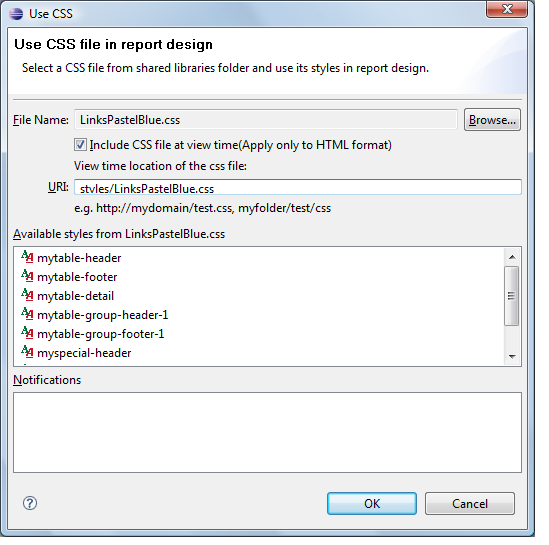 Use CSS
Use CSS file in report design
Select a CSS file from shared libraries folder and use its styles in report design.
File Name: LinksPastelBlue.css Browse...
Include CSS file at view time(Apply only to HTML format)
View time location of the css file:
URI: styles/LinksPastelBlue.css
e.g. http://mydomain/test.css, myfolder/test/css
Available styles from LinksPastelBlue.css
mytable-header
mytable-footer
mytable-detail
mytable-group-header-1
mytable-group-footer-1
myspecial-header
Notifications
OK Cancel